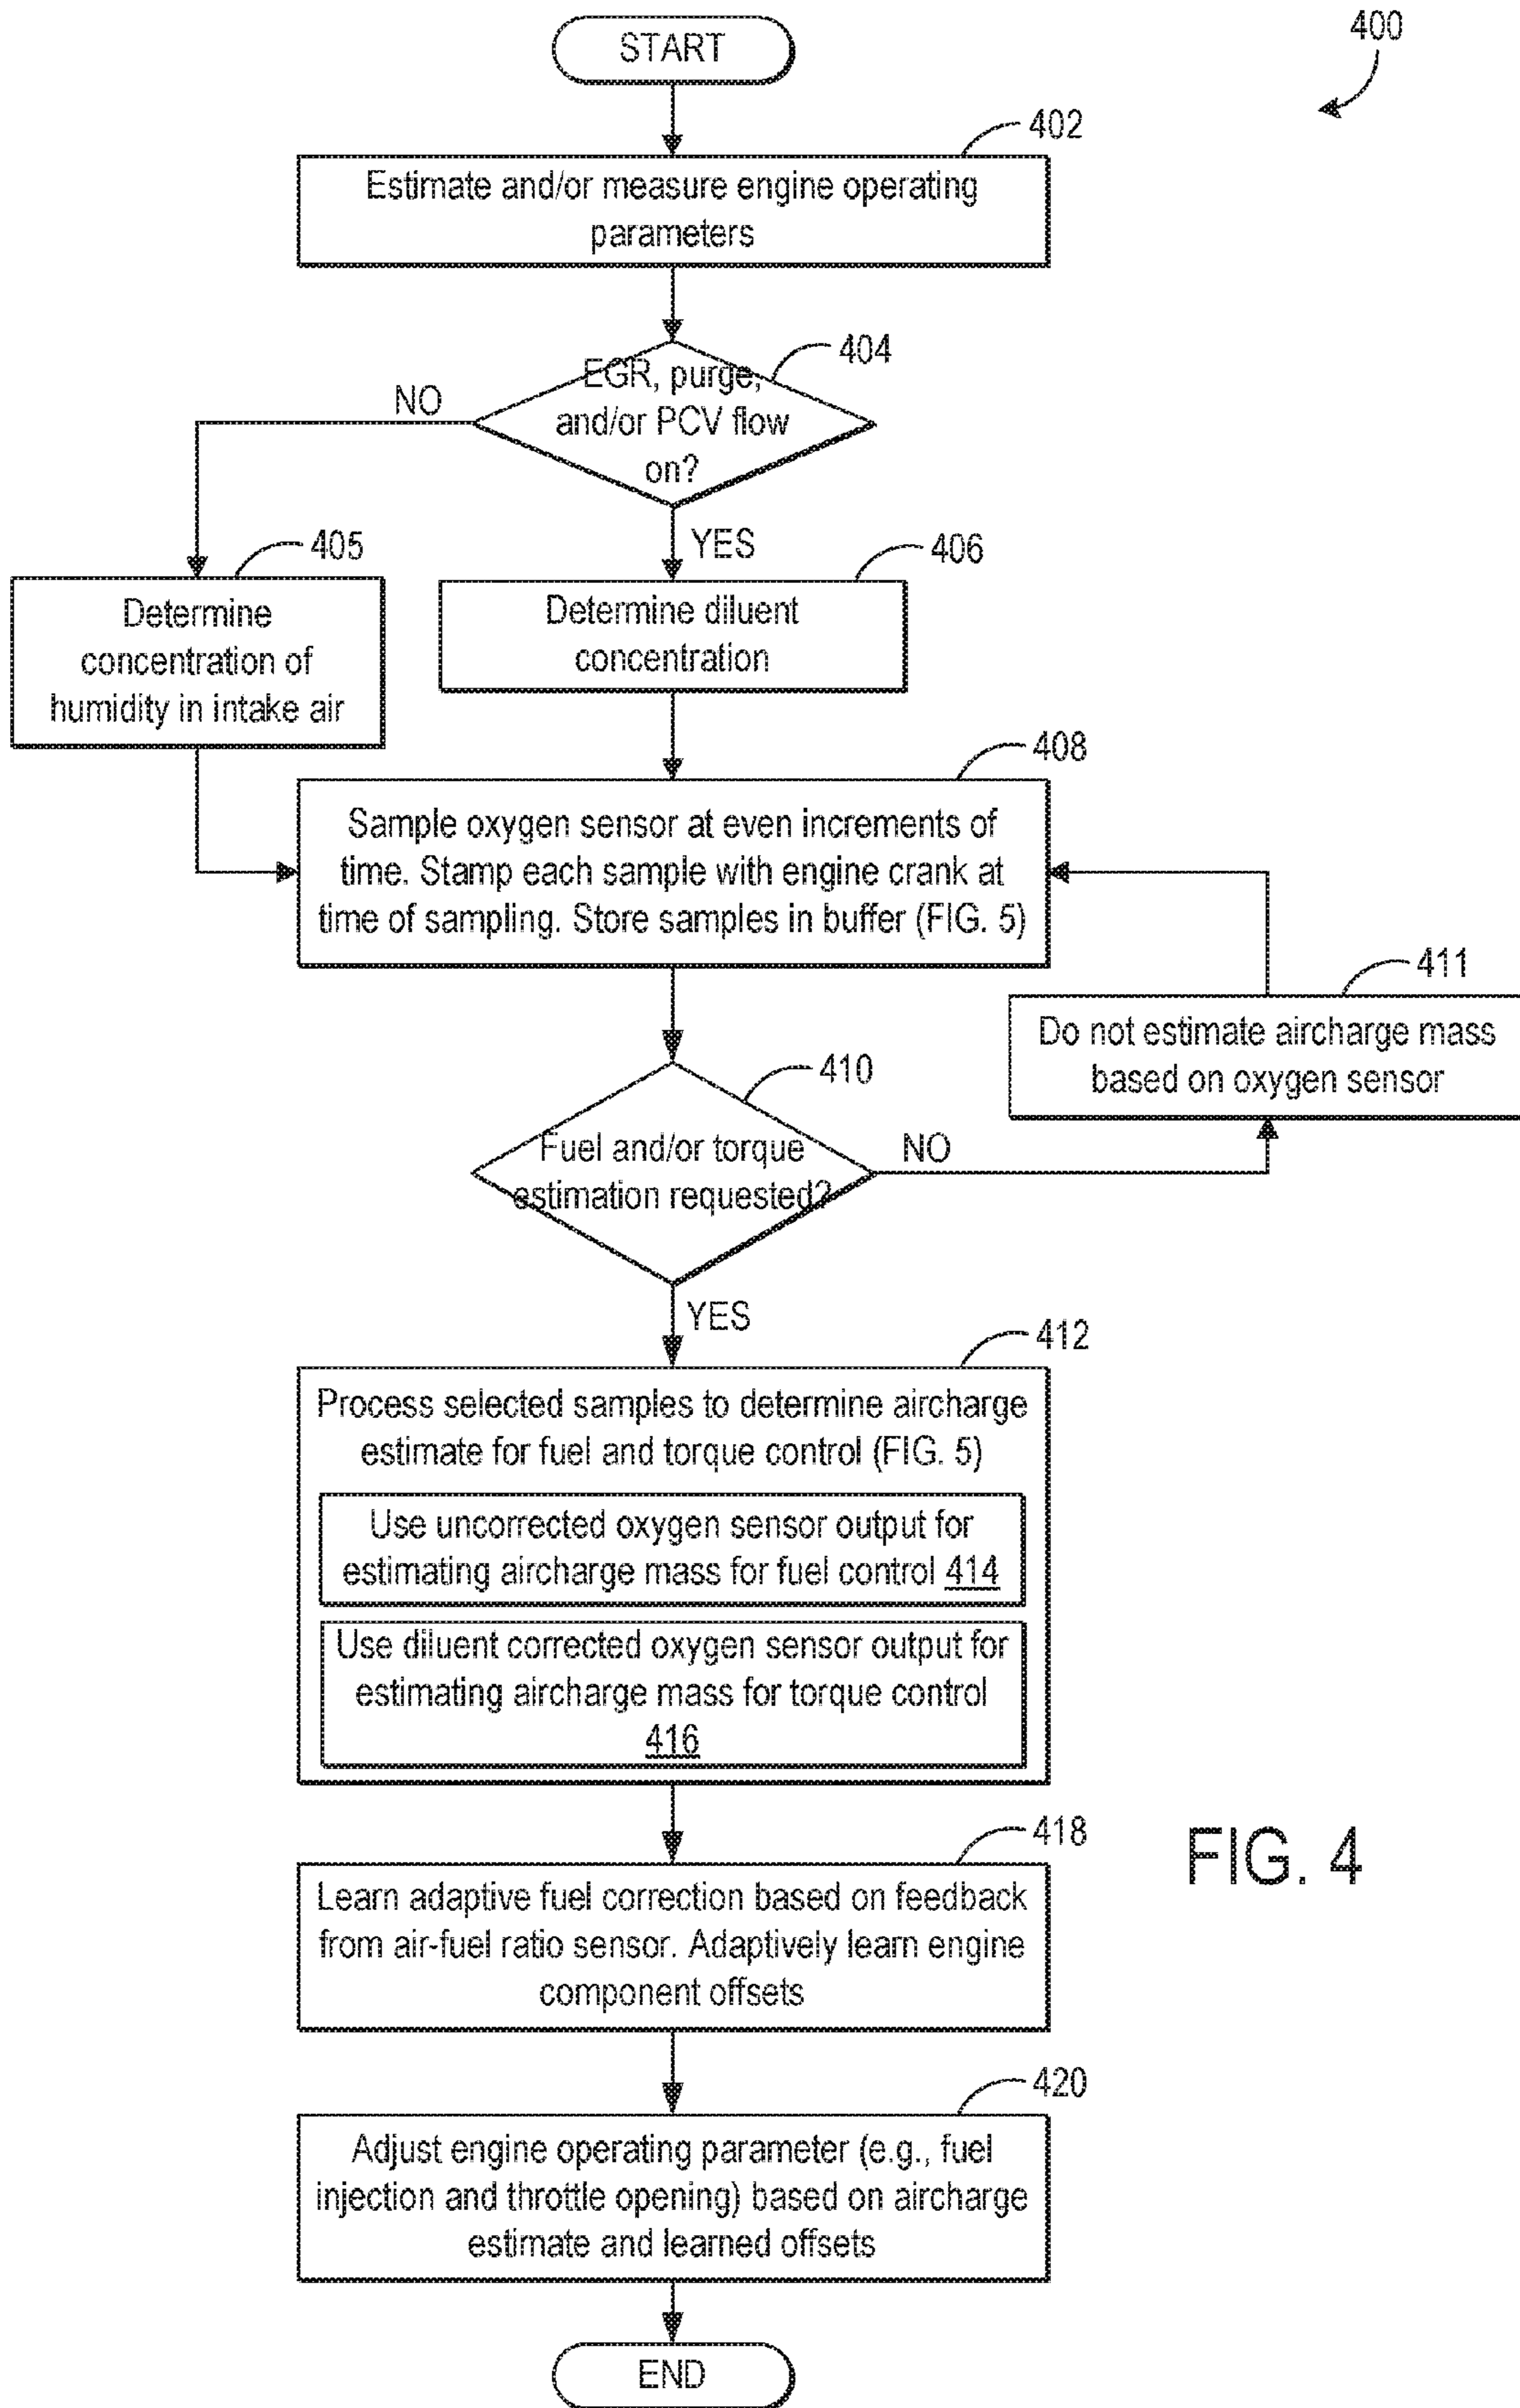 START
400
402
Estimate and/or measure engine operating
parameters
404
EGR, purge,
and/or PCV flow
on?
NO
YES
405
Determine
concentration of
humidity in intake air
406
Determine diluent
concentration
408
Sample oxygen sensor at even increments of
time. Stamp each sample with engine crank at
time of sampling. Store samples in buffer (FIG. 5)
411
Do not estimate aircharge mass
based on oxygen sensor
410
Fuel and/or torque
estimation requested?
NO
YES
412
Process selected samples to determine aircharge
estimate for fuel and torque control (FIG. 5)
Use uncorrected oxygen sensor output for
estimating aircharge mass for fuel control 414
Use diluent corrected oxygen sensor output for
estimating aircharge mass for torque control
416
418
Learn adaptive fuel correction based on feedback
from air-fuel ratio sensor. Adaptively learn engine
component offsets
FIG. 4
420
Adjust engine operating parameter (e.g., fuel
injection and throttle opening) based on aircharge
estimate and learned offsets
END